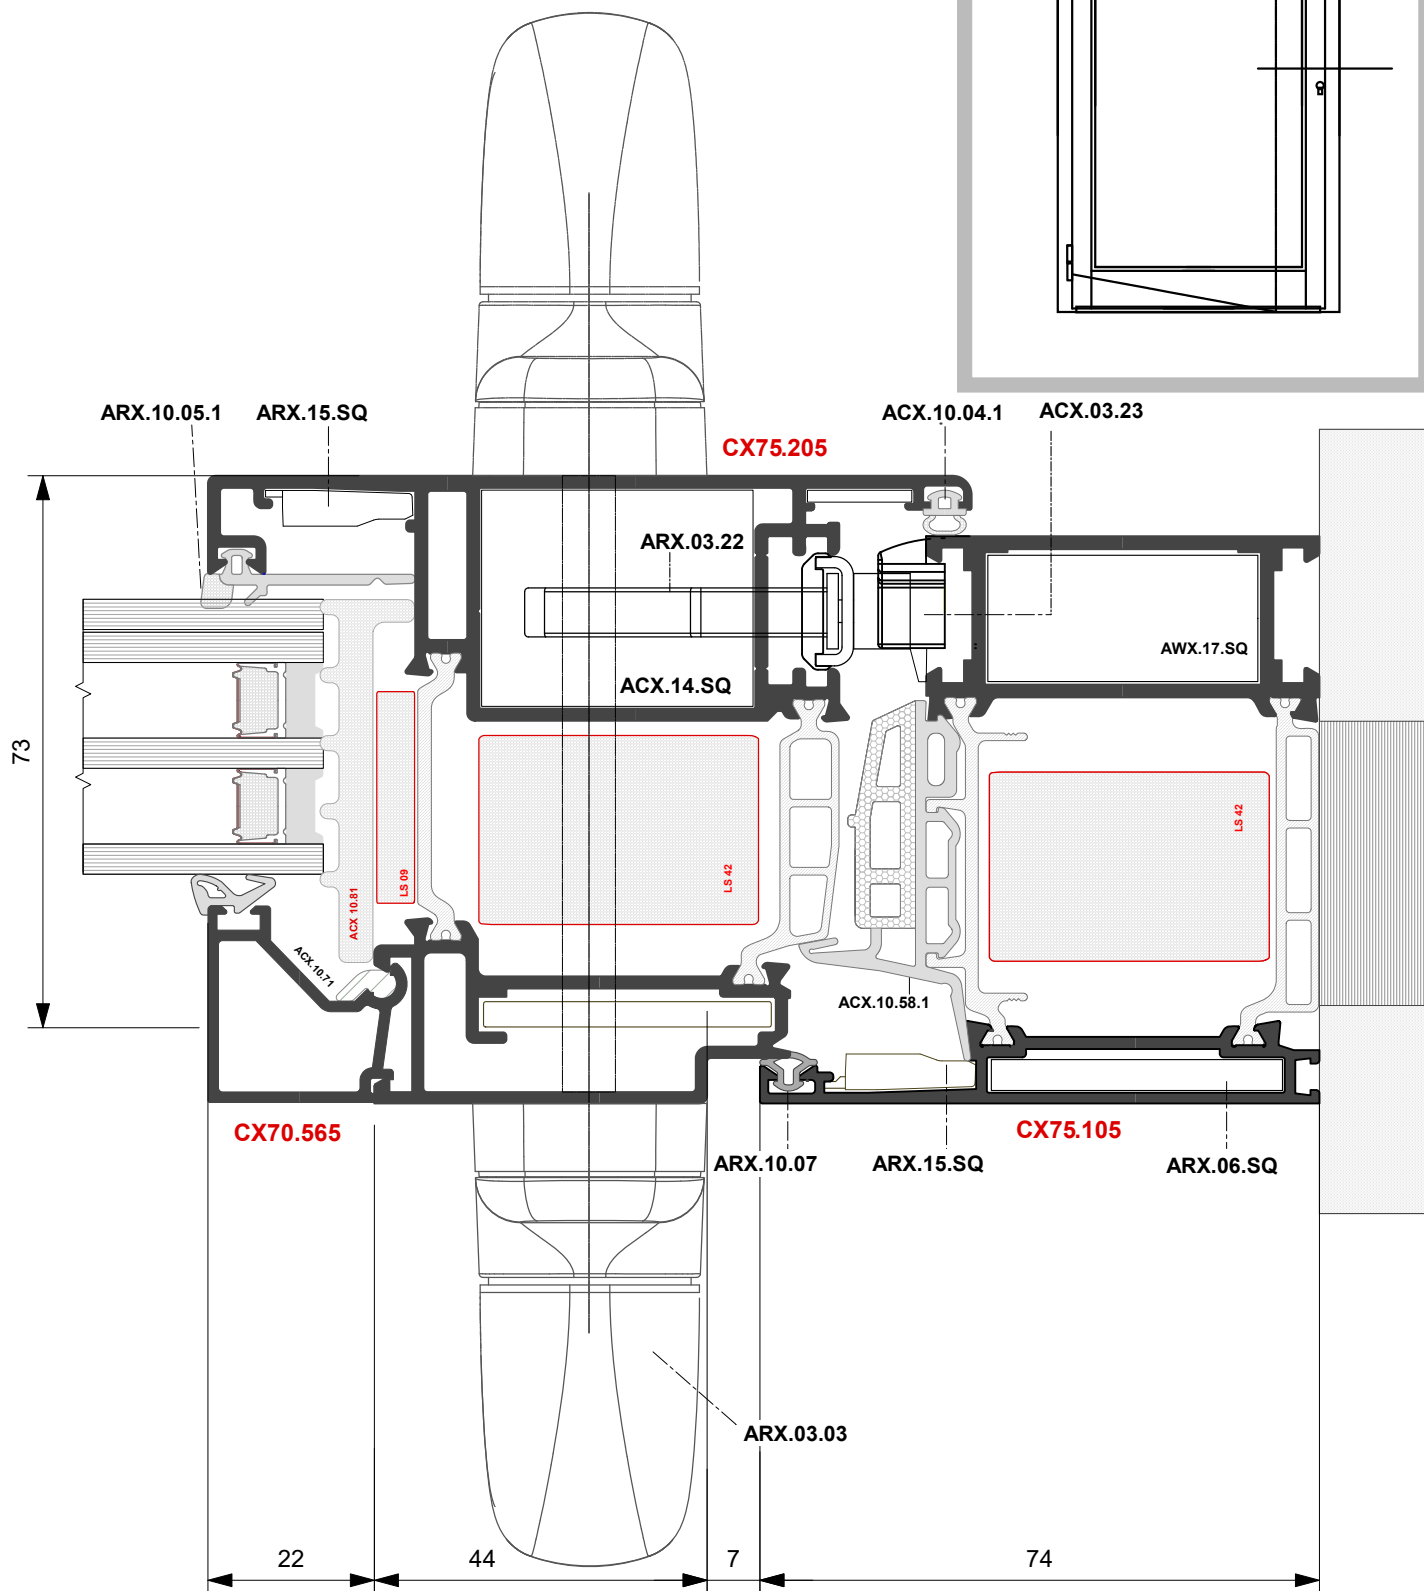 ARX.10.05.1
ARX.15.SQ
ACX.10.04.1
ACX.03.23
CX75.205
ARX.03.22
AWX.17.SQ
ACX.14.SQ
73
LS 42
LS 42
LS 09
ACX 10.81
ACX.10.71
ACX.10.58.1
CX70.565
CX75.105
ARX.10.07
ARX.15.SQ
ARX.06.SQ
ARX.03.03
22
44
7
74